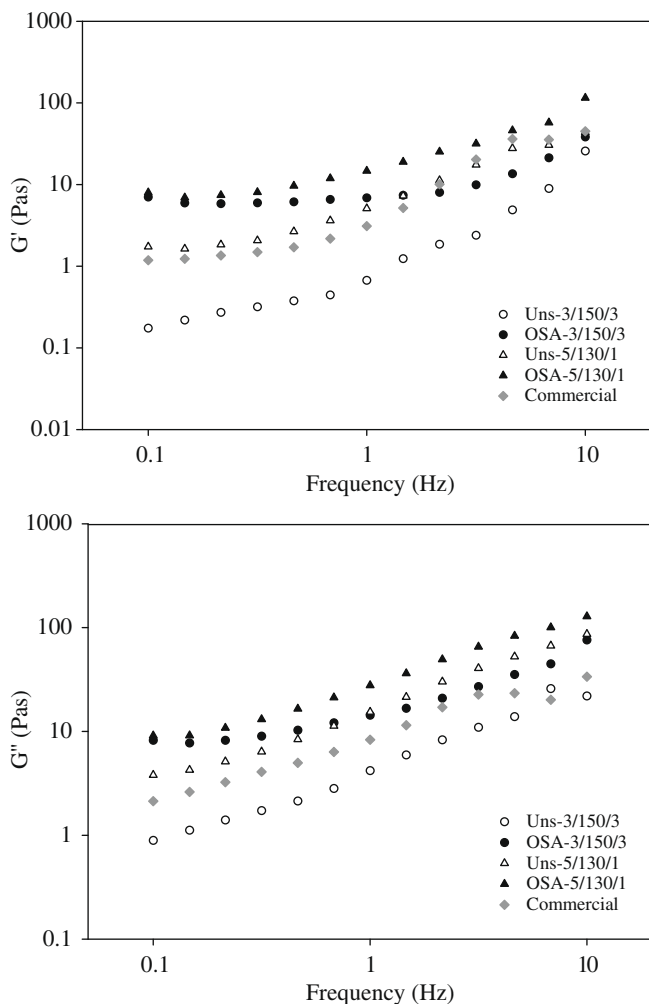 1000
100
10
1
0.1
0.01
G' (Pas)
Uns-3/150/3
OSA-3/150/3
Uns-5/130/1
OSA-5/130/1
Commercial
0.1
1
10
Frequency (Hz)
1000
100
10
1
0.1
G'' (Pas)
Uns-3/150/3
OSA-3/150/3
Uns-5/130/1
OSA-5/130/1
Commercial
0.1
1
10
Frequency (Hz)